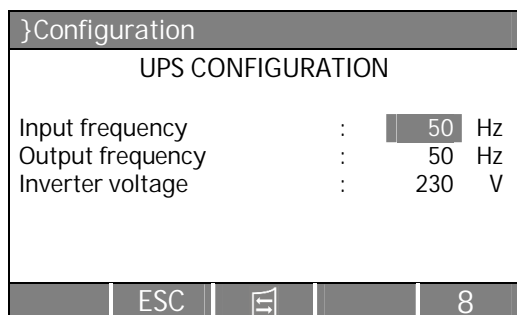 }Configuration
UPS CONFIGURATION
Input frequency : 50 Hz
Output frequency : 50 Hz
Inverter voltage : 230 V
ESC 8